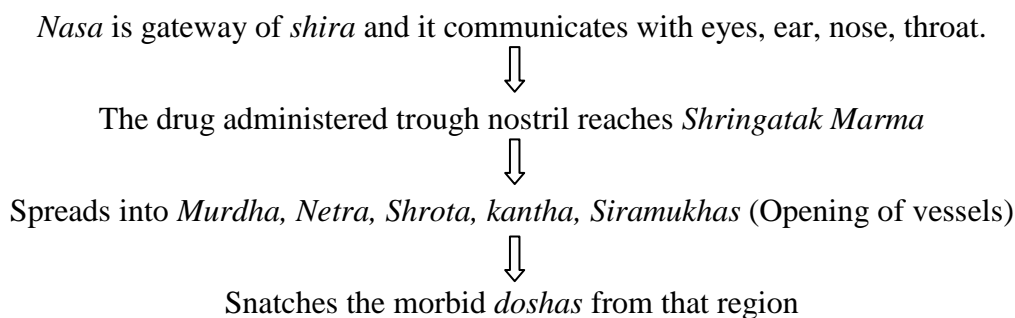 Nasa is gateway of shira and it communicates with eyes, ear, nose, throat.
The drug administered trough nostril reaches Shringatak Marma
Spreads into Murdha, Netra, Shrota, kantha, Siramukhas (Opening of vessels)
Snatches the morbid doshas from that region